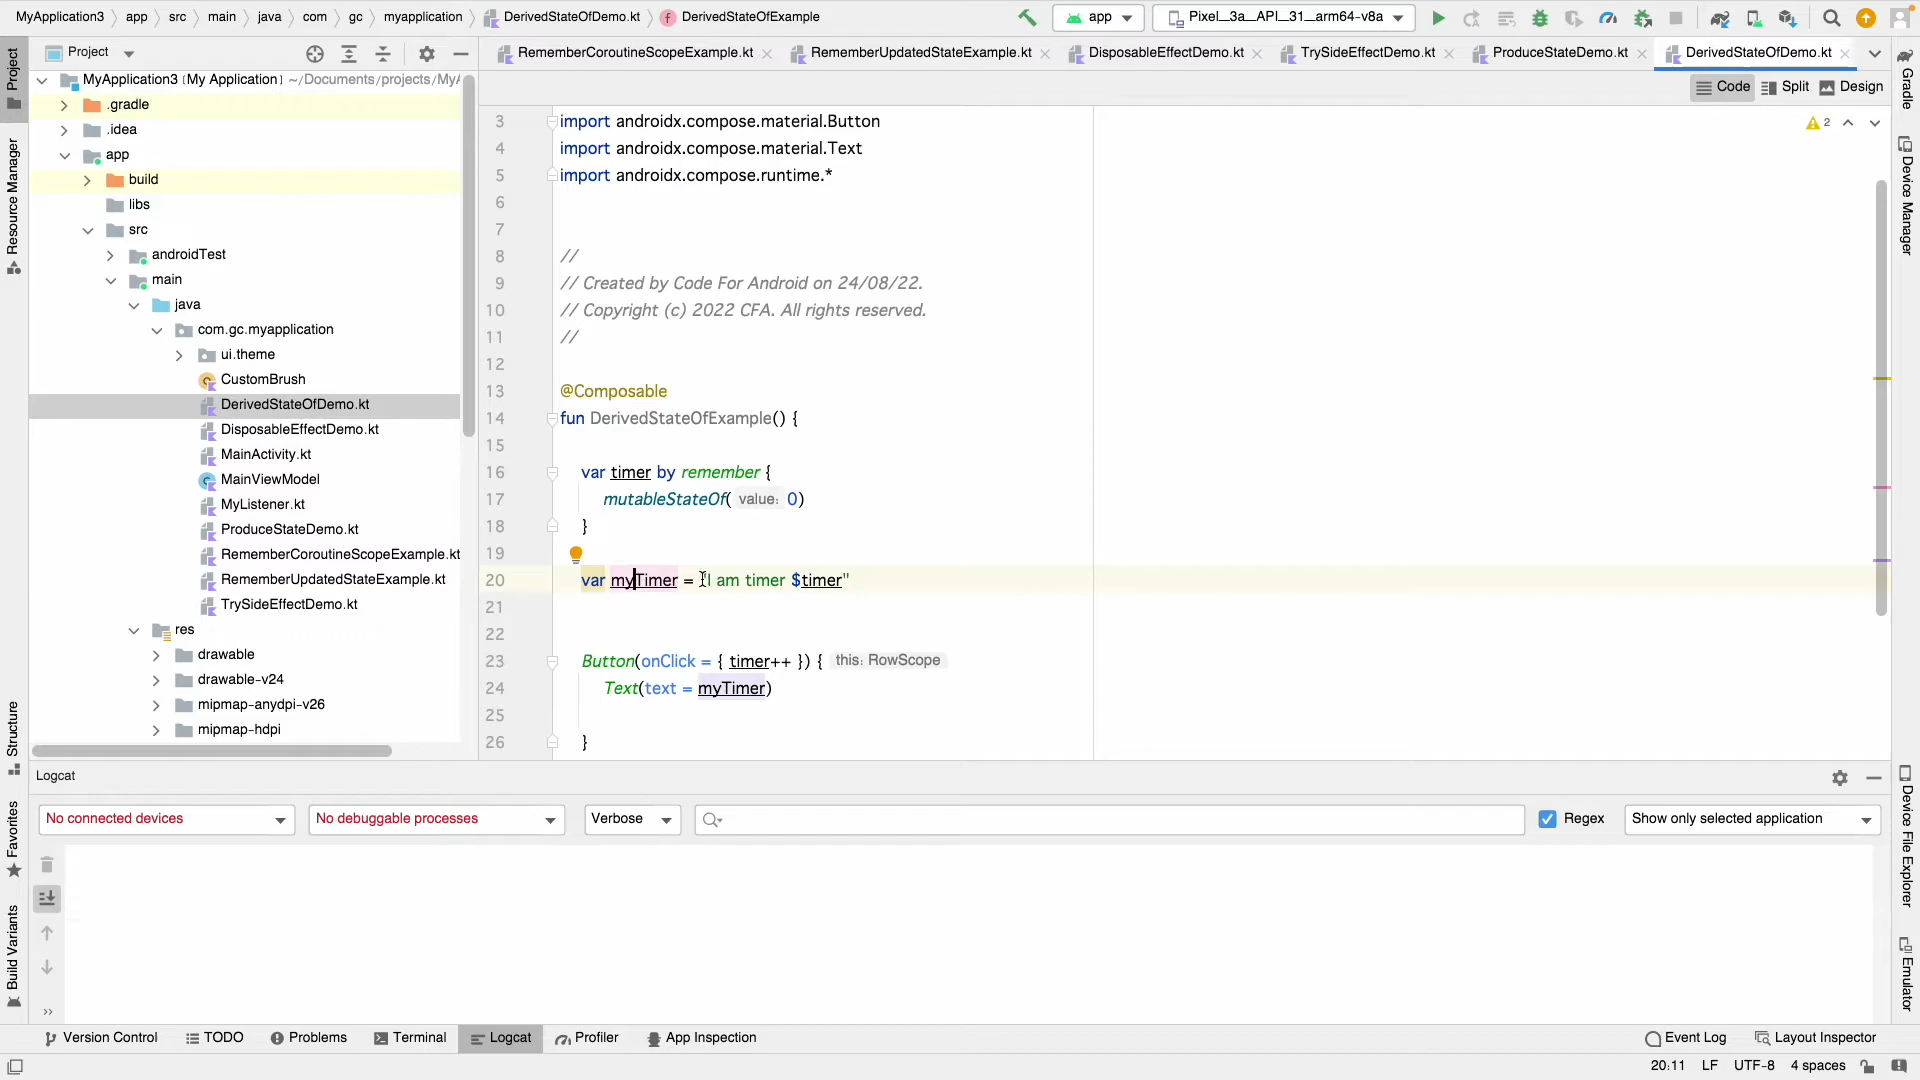 MyApplication3 app src main java com gc myapplication DerivedStateOfDemo.kt DerivedStateOfExample app Pixel_3a_API_31_arm64-v8a
Project RememberCoroutineScopeExample.kt RememberUpdatedStateExample.kt DisposableEffectDemo.kt TrySideEffectDemo.kt ProduceStateDemo.kt DerivedStateOfDemo.kt
Code Split Design
Project
Resource Manager
Structure
Favorites
Build Variants
MyApplication3 [My Application] ~/Documents/projects/MyA
.gradle
.idea
app
build
libs
src
androidTest
main
java
com.gc.myapplication
ui.theme
CustomBrush
DerivedStateOfDemo.kt
DisposableEffectDemo.kt
MainActivity.kt
MainViewModel
MyListener.kt
ProduceStateDemo.kt
RememberCoroutineScopeExample.kt
RememberUpdatedStateExample.kt
TrySideEffectDemo.kt
res
drawable
drawable-v24
mipmap-anydpi-v26
mipmap-hdpi
3 import androidx.compose.material.Button
4 import androidx.compose.material.Text
5 import androidx.compose.runtime.*
6
7
8 //
9 // Created by Code For Android on 24/08/22.
10 // Copyright (c) 2022 CFA. All rights reserved.
11 //
12
13 @Composable
14 fun DerivedStateOfExample() {
15
16 var timer by remember {
17 mutableStateOf( value: 0)
18 }
19
20 var myTimer = "I am timer $timer"
21
22
23 Button(onClick = { timer++ }) { this: RowScope
24 Text(text = myTimer)
25
26 }
2
Gradle
Device Manager
Device File Explorer
Emulator
Logcat
No connected devices No debuggable processes Verbose Regex Show only selected application
Version Control TODO Problems Terminal Logcat Profiler App Inspection Event Log Layout Inspector
20:11 LF UTF-8 4 spaces